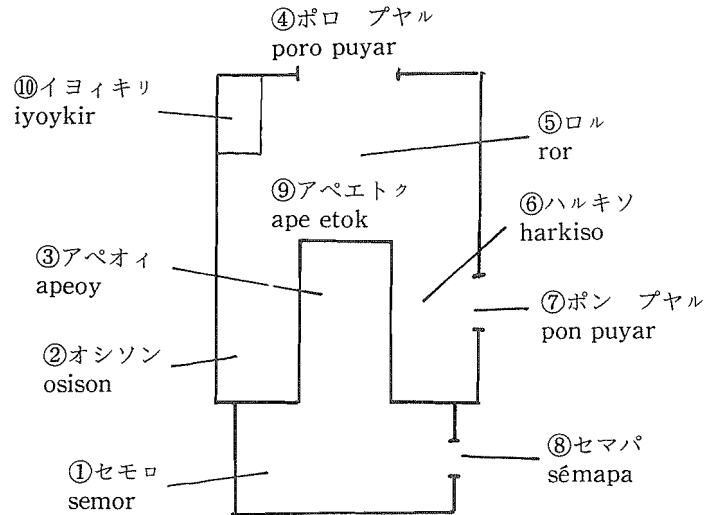 ④ポロ　プヤㇽ
poro puyar
⑩イヨィキㇼ
iyoykir
⑤ロㇽ
ror
⑨アペエトㇰ
ape etok
⑥ハㇽキソ
harkiso
③アペオィ
apeoy
⑦ポン　プヤㇽ
pon puyar
②オシソン
osison
⑧セマパ
sémapa
①セモㇿ
semor